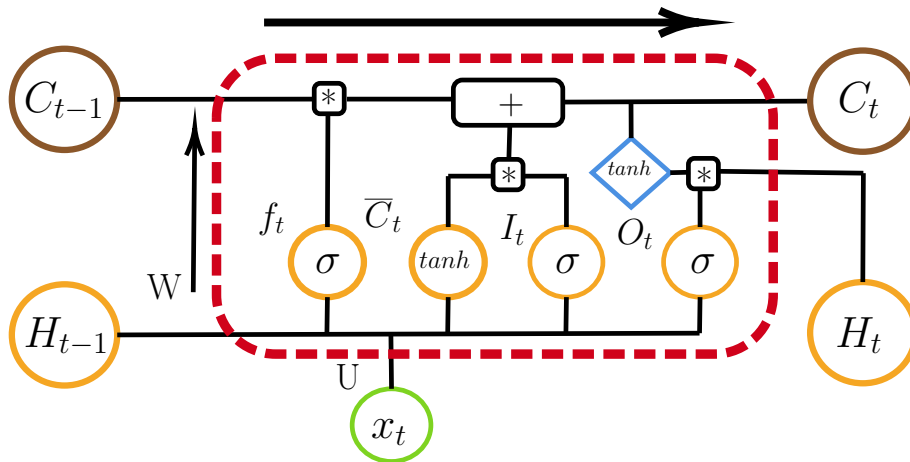 C_{t-1} * + C_t
tanh *
f_t \overline{C}_t * I_t O_t
σ tanh σ σ
W
H_{t-1} H_t
U
x_t